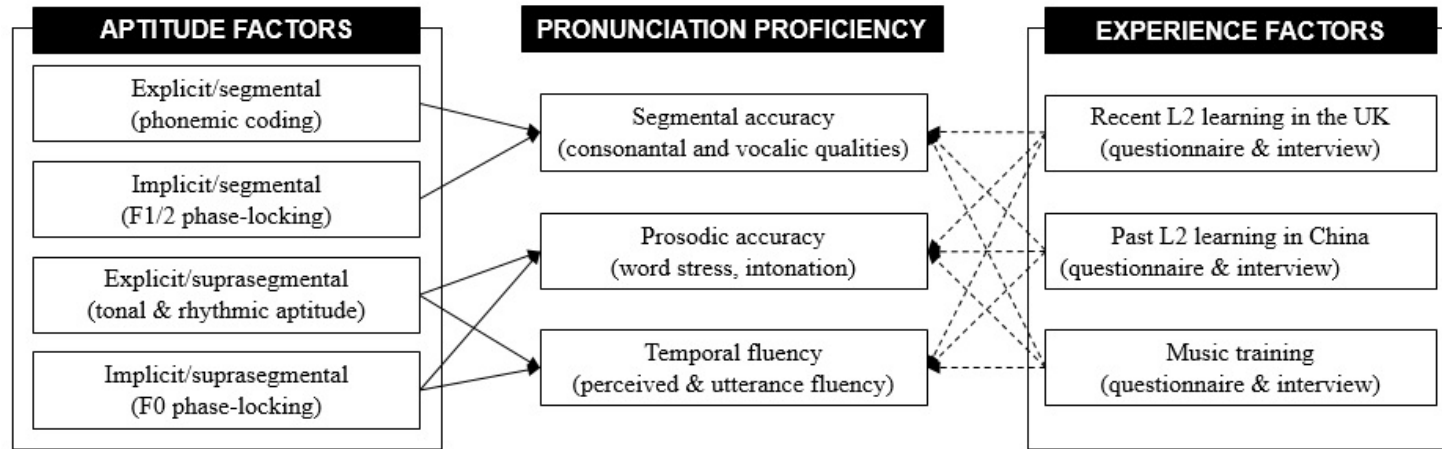 APTITUDE FACTORS
Explicit/segmental
(phonemic coding)
Implicit/segmental
(F1/2 phase-locking)
Explicit/suprasegmental
(tonal & rhythmic aptitude)
Implicit/suprasegmental
(F0 phase-locking)
PRONUNCIATION PROFICIENCY
Segmental accuracy
(consonantal and vocalic qualities)
Prosodic accuracy
(word stress, intonation)
Temporal fluency
(perceived & utterance fluency)
EXPERIENCE FACTORS
Recent L2 learning in the UK
(questionnaire & interview)
Past L2 learning in China
(questionnaire & interview)
Music training
(questionnaire & interview)